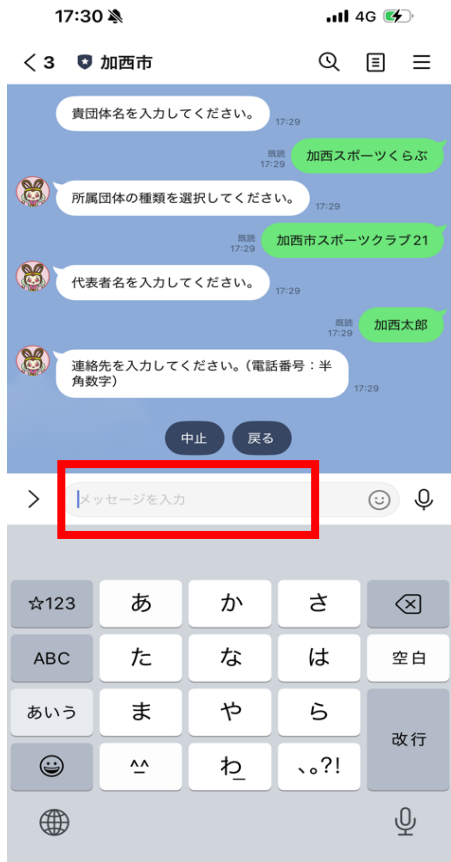 17:30
4G
3 加西市
貴団体名を入力してください。
17:29
既読
17:29
加西スポーツくらぶ
所属団体の種類を選択してください。
17:29
既読
17:29
加西市スポーツクラブ21
代表者名を入力してください。
17:29
既読
17:29
加西太郎
連絡先を入力してください。(電話番号:半
角数字)
17:29
中止 戻る
メッセージを入力
☆123 あ か さ
ABC た な は 空白
あいう ま や ら
改行
^_^ わ_ 、。?!